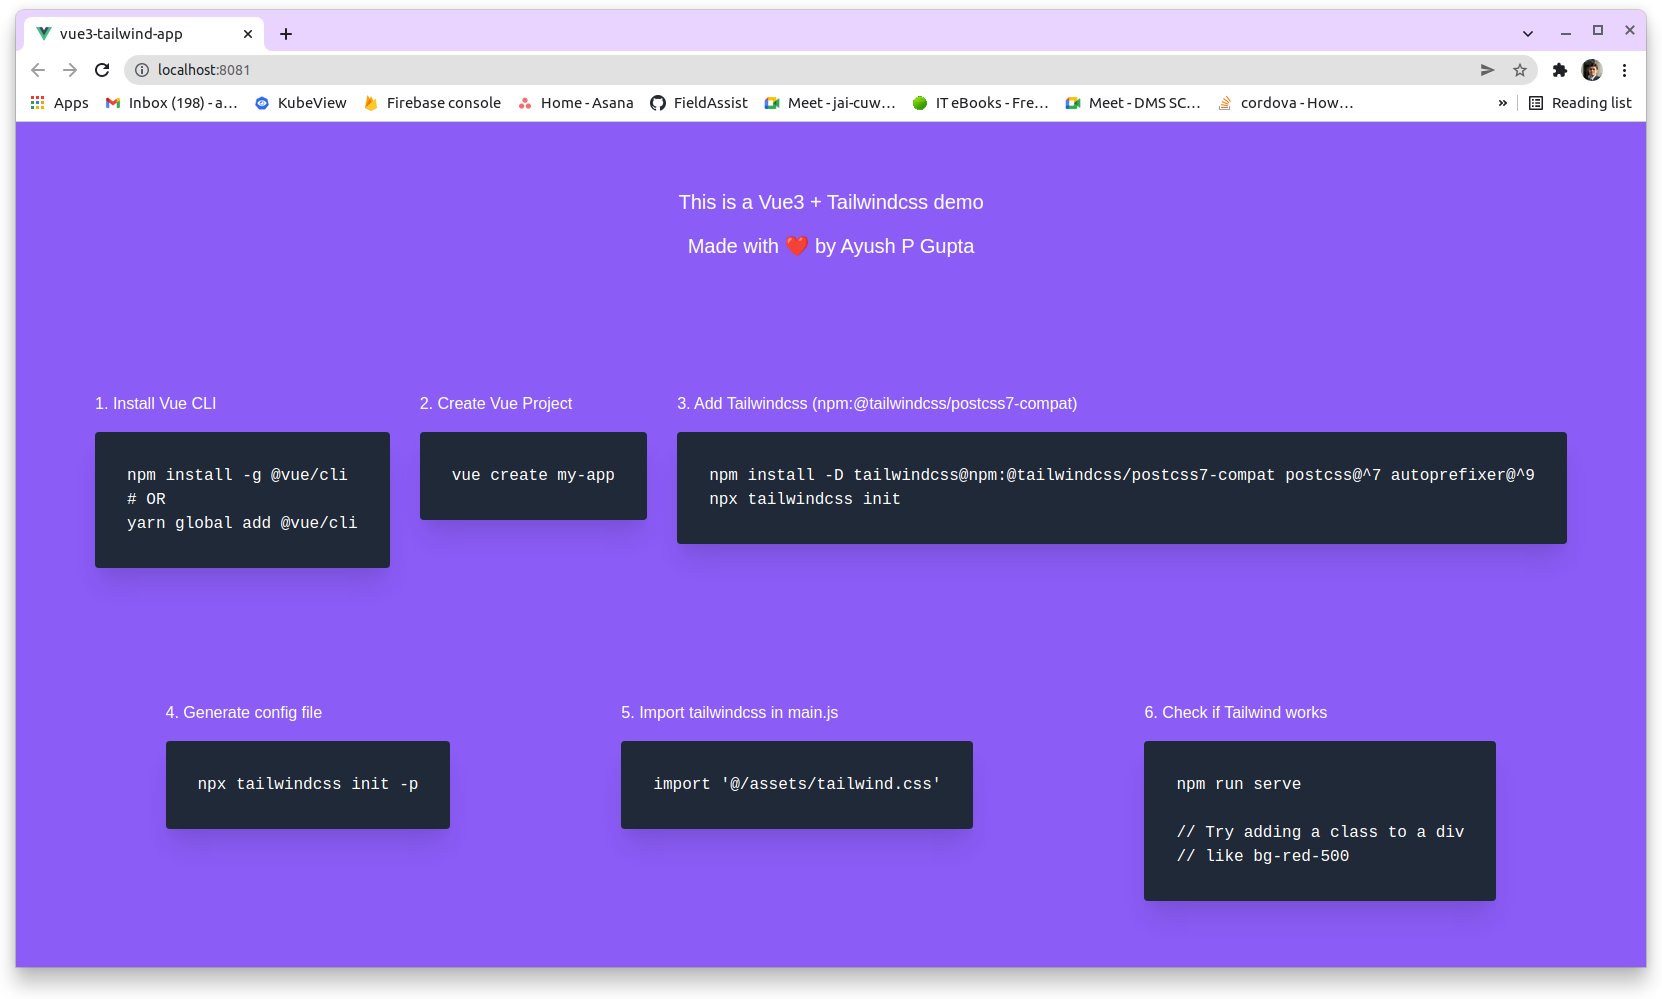 vue3-tailwind-app
localhost:8081
Apps
Inbox (198) - a...
KubeView
Firebase console
Home - Asana
FieldAssist
Meet - jai-cuw...
IT eBooks - Fre...
Meet - DMS SC...
cordova - How...
»
Reading list
This is a Vue3 + Tailwindcss demo
Made with ❤️ by Ayush P Gupta
1. Install Vue CLI
npm install -g @vue/cli
# OR
yarn global add @vue/cli
2. Create Vue Project
vue create my-app
3. Add Tailwindcss (npm:@tailwindcss/postcss7-compat)
npm install -D tailwindcss@npm:@tailwindcss/postcss7-compat postcss@^7 autoprefixer@^9
npx tailwindcss init
4. Generate config file
npx tailwindcss init -p
5. Import tailwindcss in main.js
import '@/assets/tailwind.css'
6. Check if Tailwind works
npm run serve
// Try adding a class to a div
// like bg-red-500